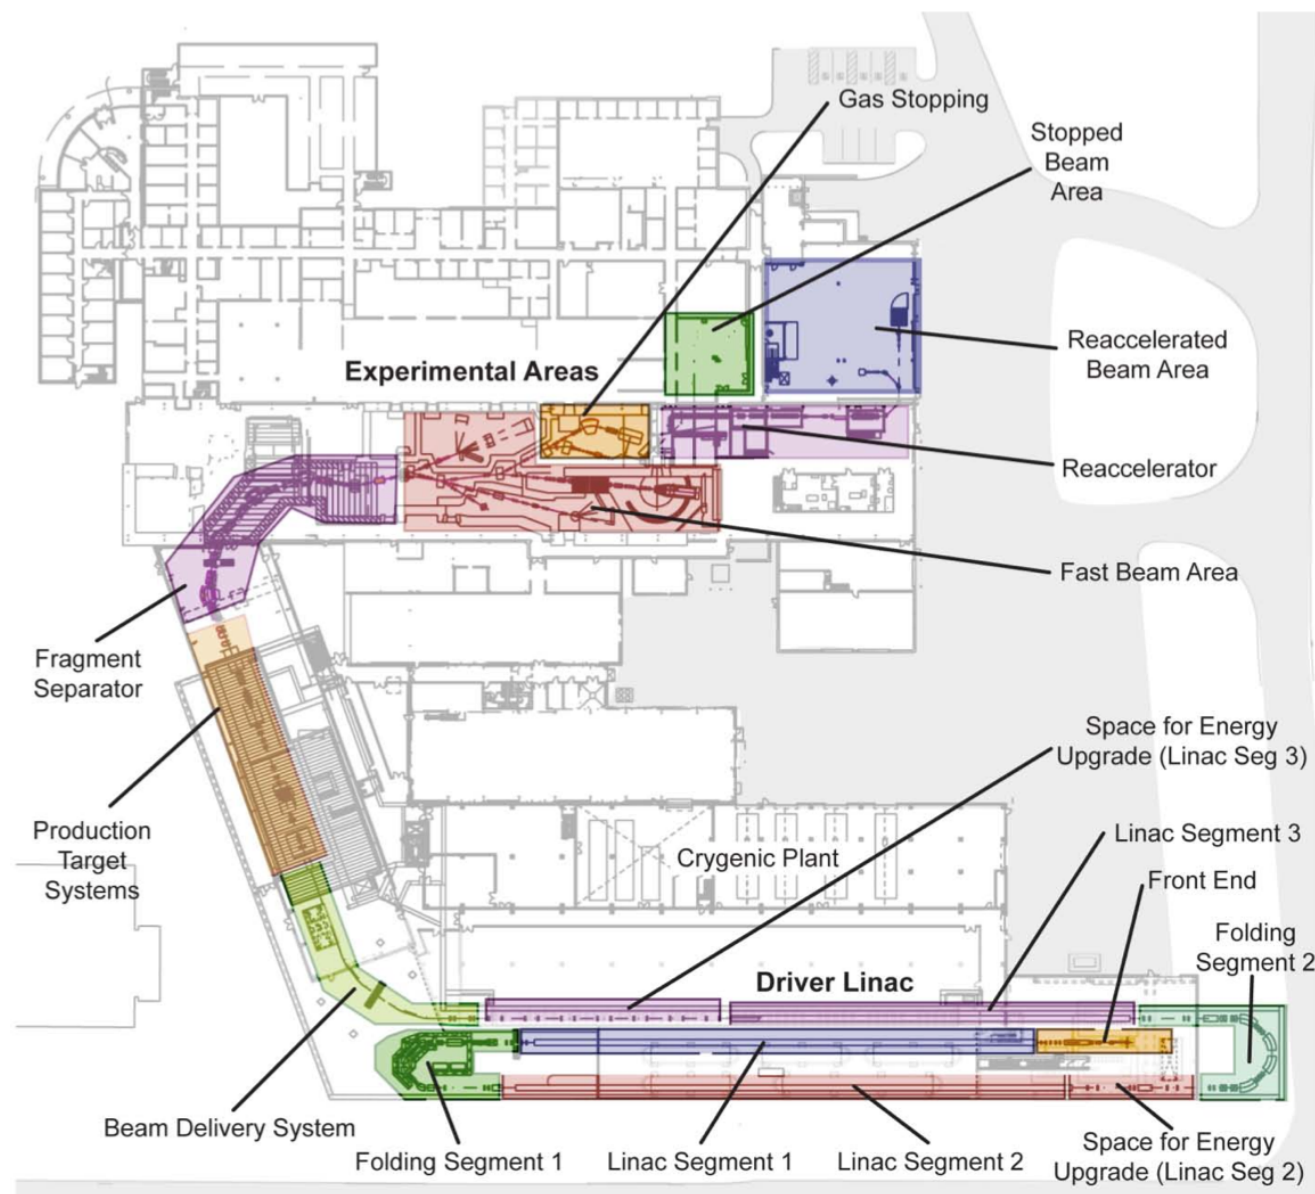 Gas Stopping
Stopped
Beam
Area
Reaccelerated
Beam Area
Experimental Areas
Reaccelerator
Fast Beam Area
Fragment
Separator
Space for Energy
Upgrade (Linac Seg 3)
Production
Target
Systems
Crygenic Plant
Linac Segment 3
Front End
Folding
Segment 2
Driver Linac
Beam Delivery System
Folding Segment 1
Linac Segment 1
Linac Segment 2
Space for Energy
Upgrade (Linac Seg 2)